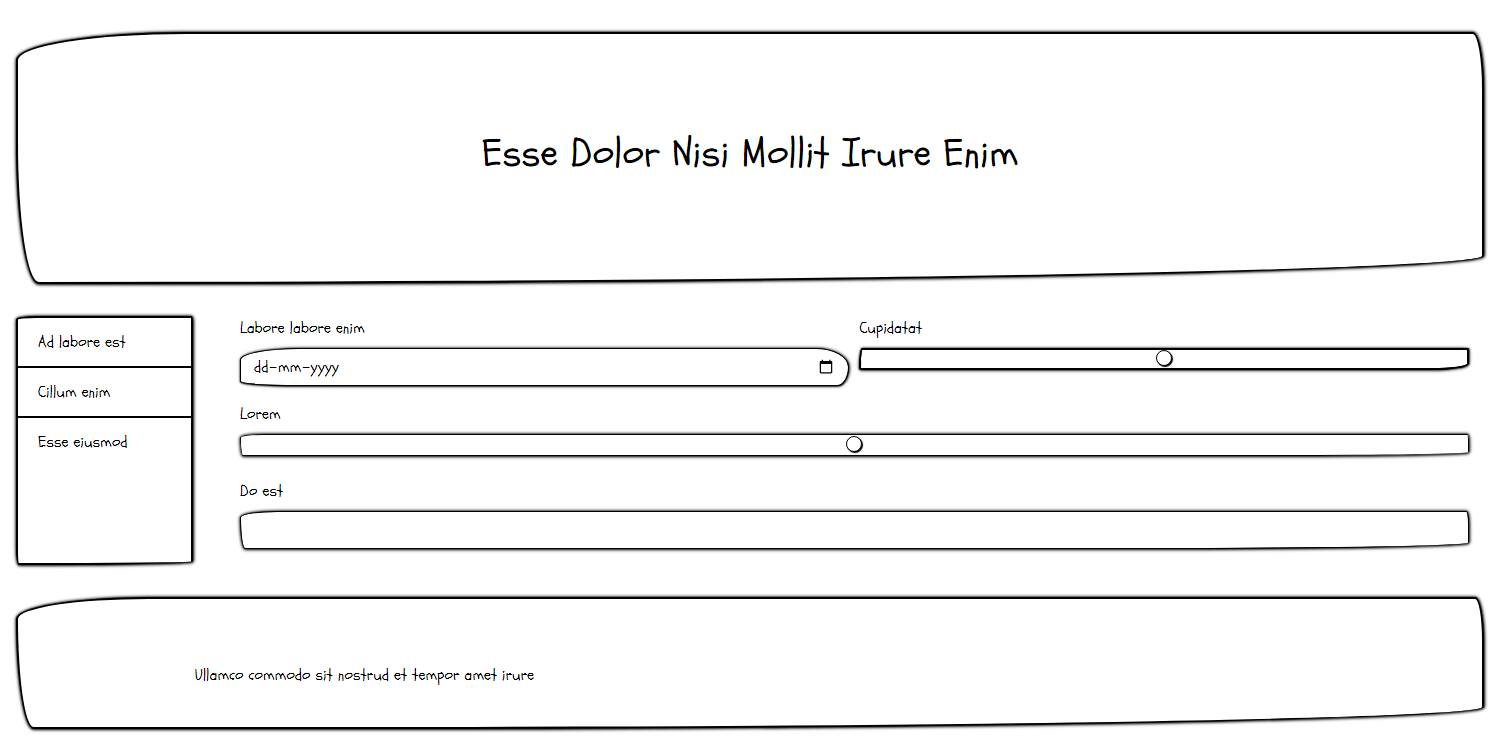 Esse Dolor Nisi Mollit Irure Enim
Ad labore est
Cillum enim
Esse eiusmod
Labore labore enim
dd-mm-yyyy
Cupidatat
Lorem
Do est
Ullamco commodo sit nostrud et tempor amet irure